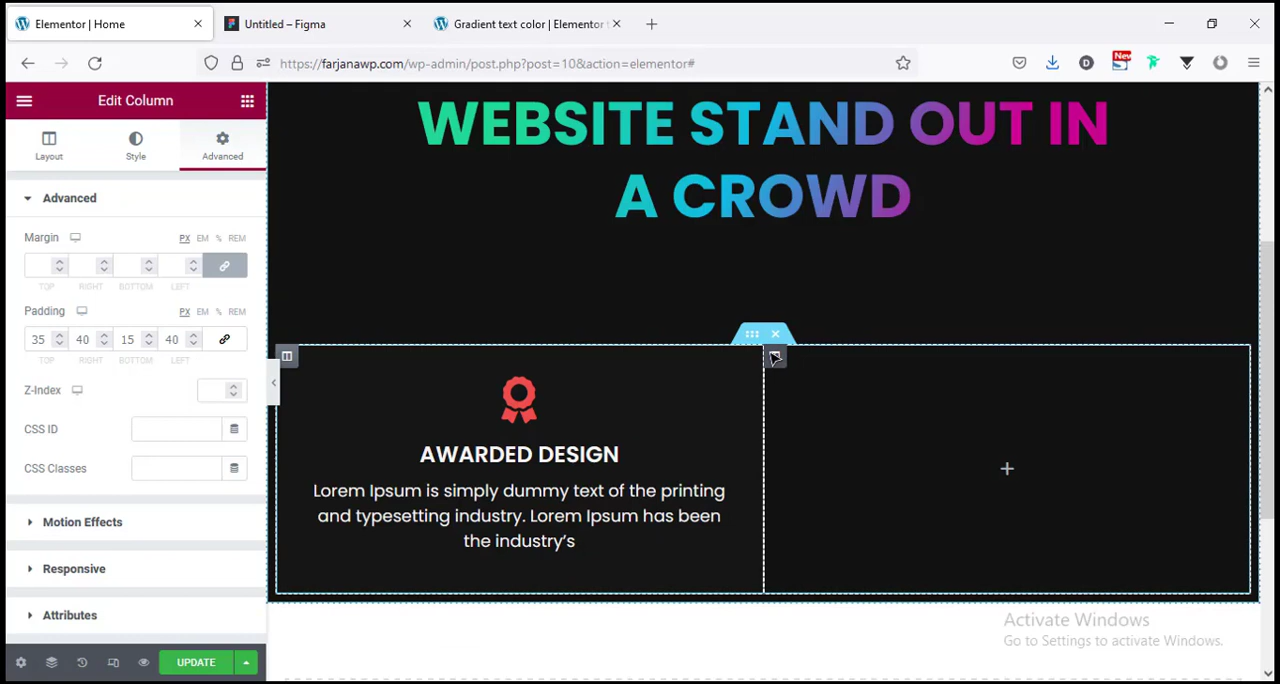 Elementor | Home
Untitled – Figma
Gradient text color | Elementor
https://farjanawp.com/wp-admin/post.php?post=10&action=elementor#
New
Edit Column
Layout
Style
Advanced
Advanced
Margin
PX EM % REM
TOP RIGHT BOTTOM LEFT
Padding
PX EM % REM
35 40 15 40
TOP RIGHT BOTTOM LEFT
Z-Index
CSS ID
CSS Classes
Motion Effects
Responsive
Attributes
UPDATE
WEBSITE STAND OUT IN
A CROWD
AWARDED DESIGN
Lorem Ipsum is simply dummy text of the printing
and typesetting industry. Lorem Ipsum has been
the industry’s
Activate Windows
Go to Settings to activate Windows.